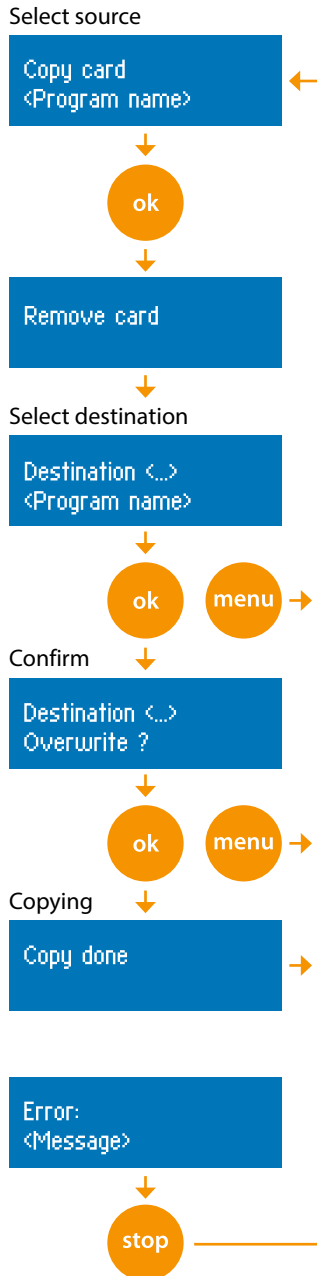 Select source
Copy card
<Program name>
ok
Remove card
Select destination
Destination <...>
<Program name>
ok menu
Confirm
Destination <...>
Overwrite ?
ok menu
Copying
Copy done
Error:
<Message>
stop